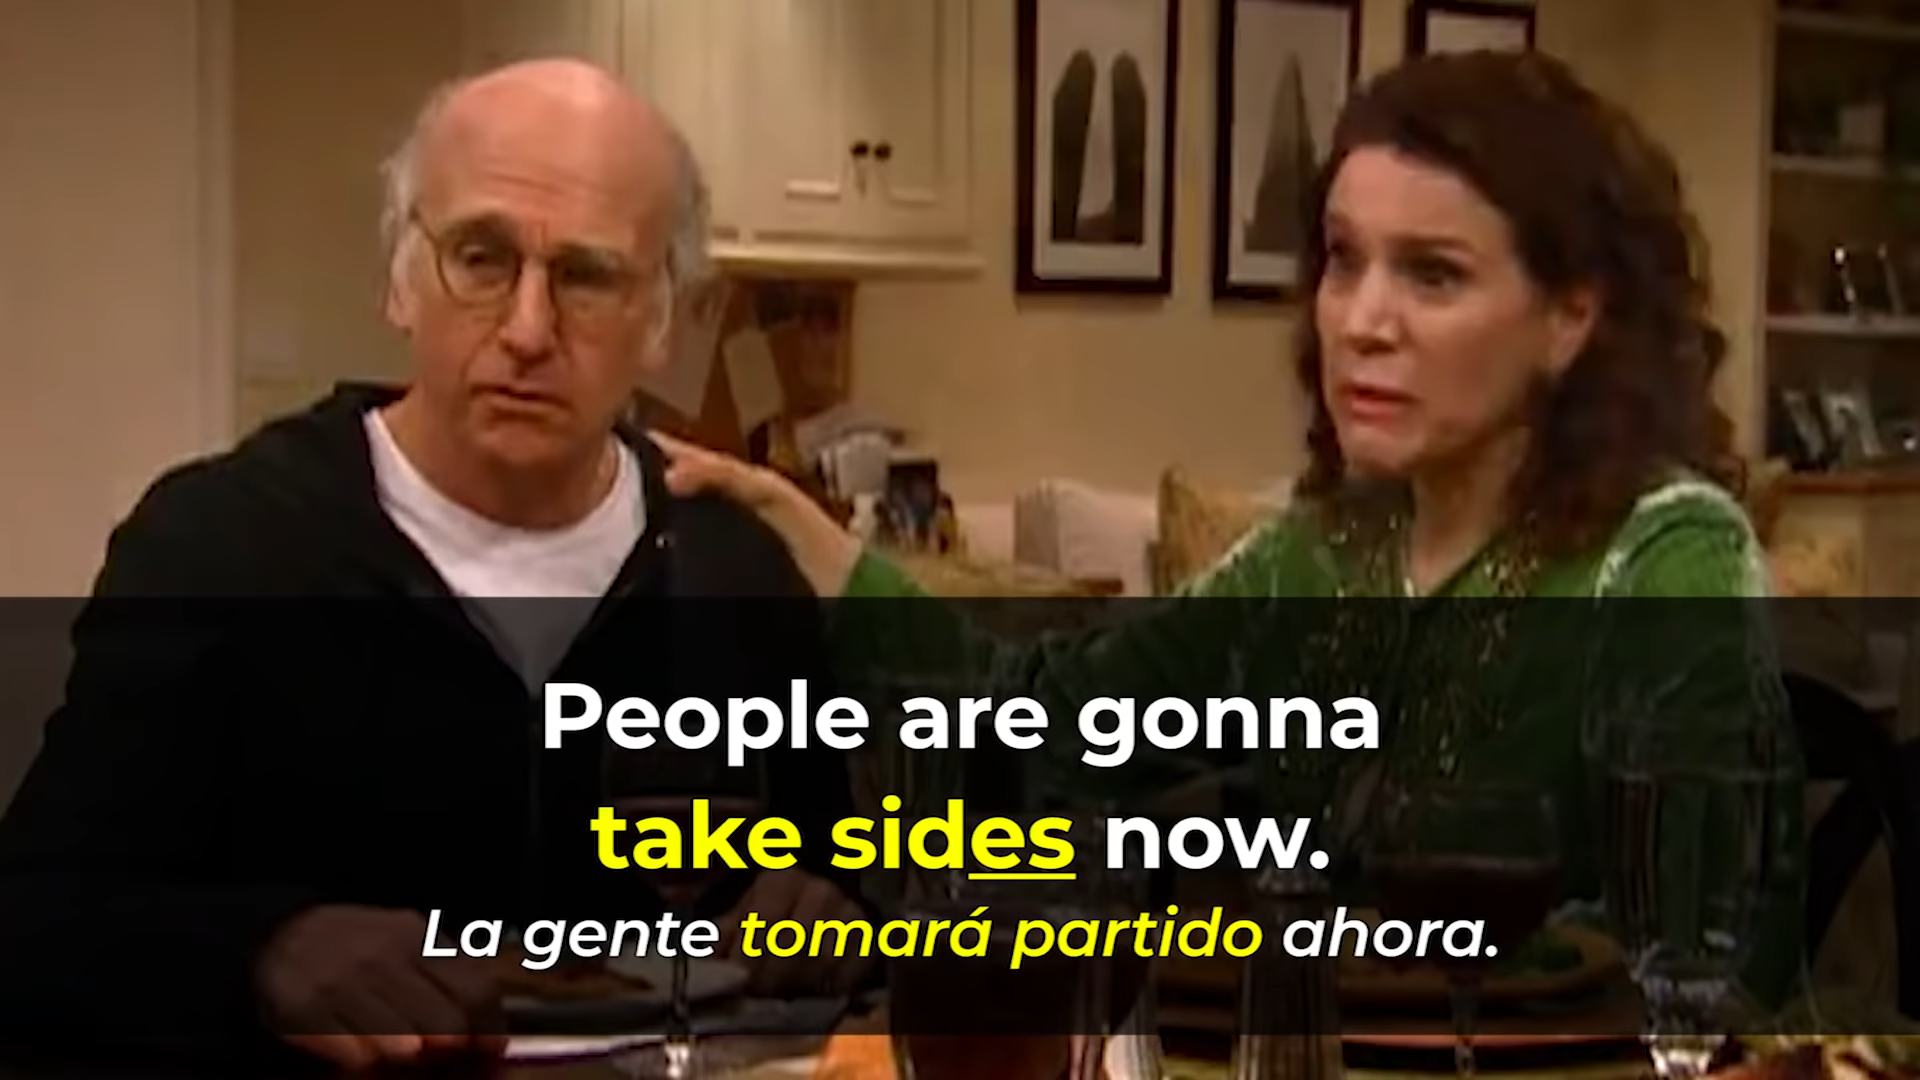 People are gonna
take sides now.
La gente tomará partido ahora.